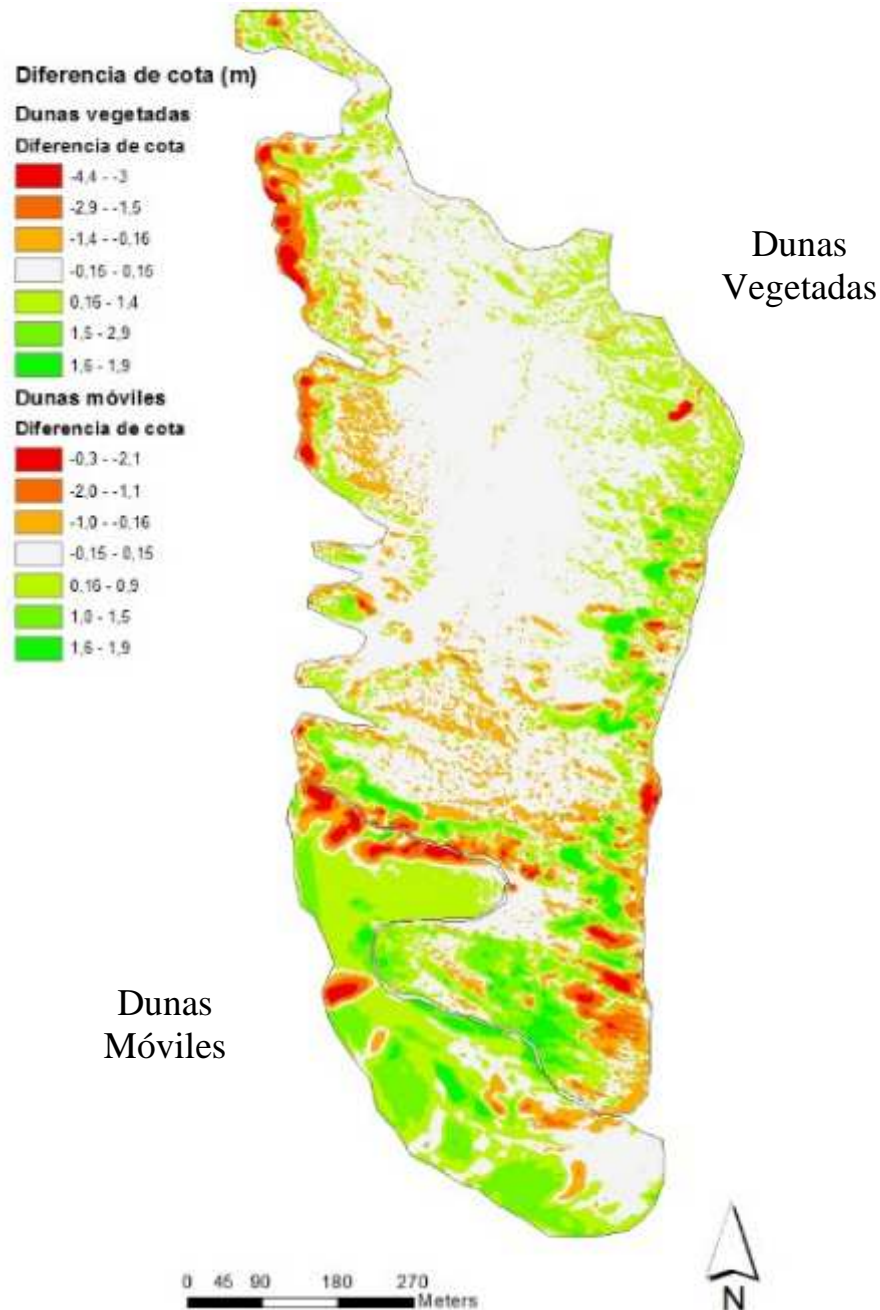 Diferencia de cota (m)
Dunas vegetadas
Diferencia de cota
-4,4 - -3
-2,9 - -1,5
-1,4 - -0,16
-0,15 - 0,15
0,16 - 1,4
1,5 - 2,9
1,6 - 1,9
Dunas móviles
Diferencia de cota
-0,3 - -2,1
-2,0 - -1,1
-1,0 - -0,16
-0,15 - 0,15
0,16 - 0,9
1,0 - 1,5
1,6 - 1,9
Dunas
Vegetadas
Dunas
Móviles
0 45 90 180 270
Meters
N